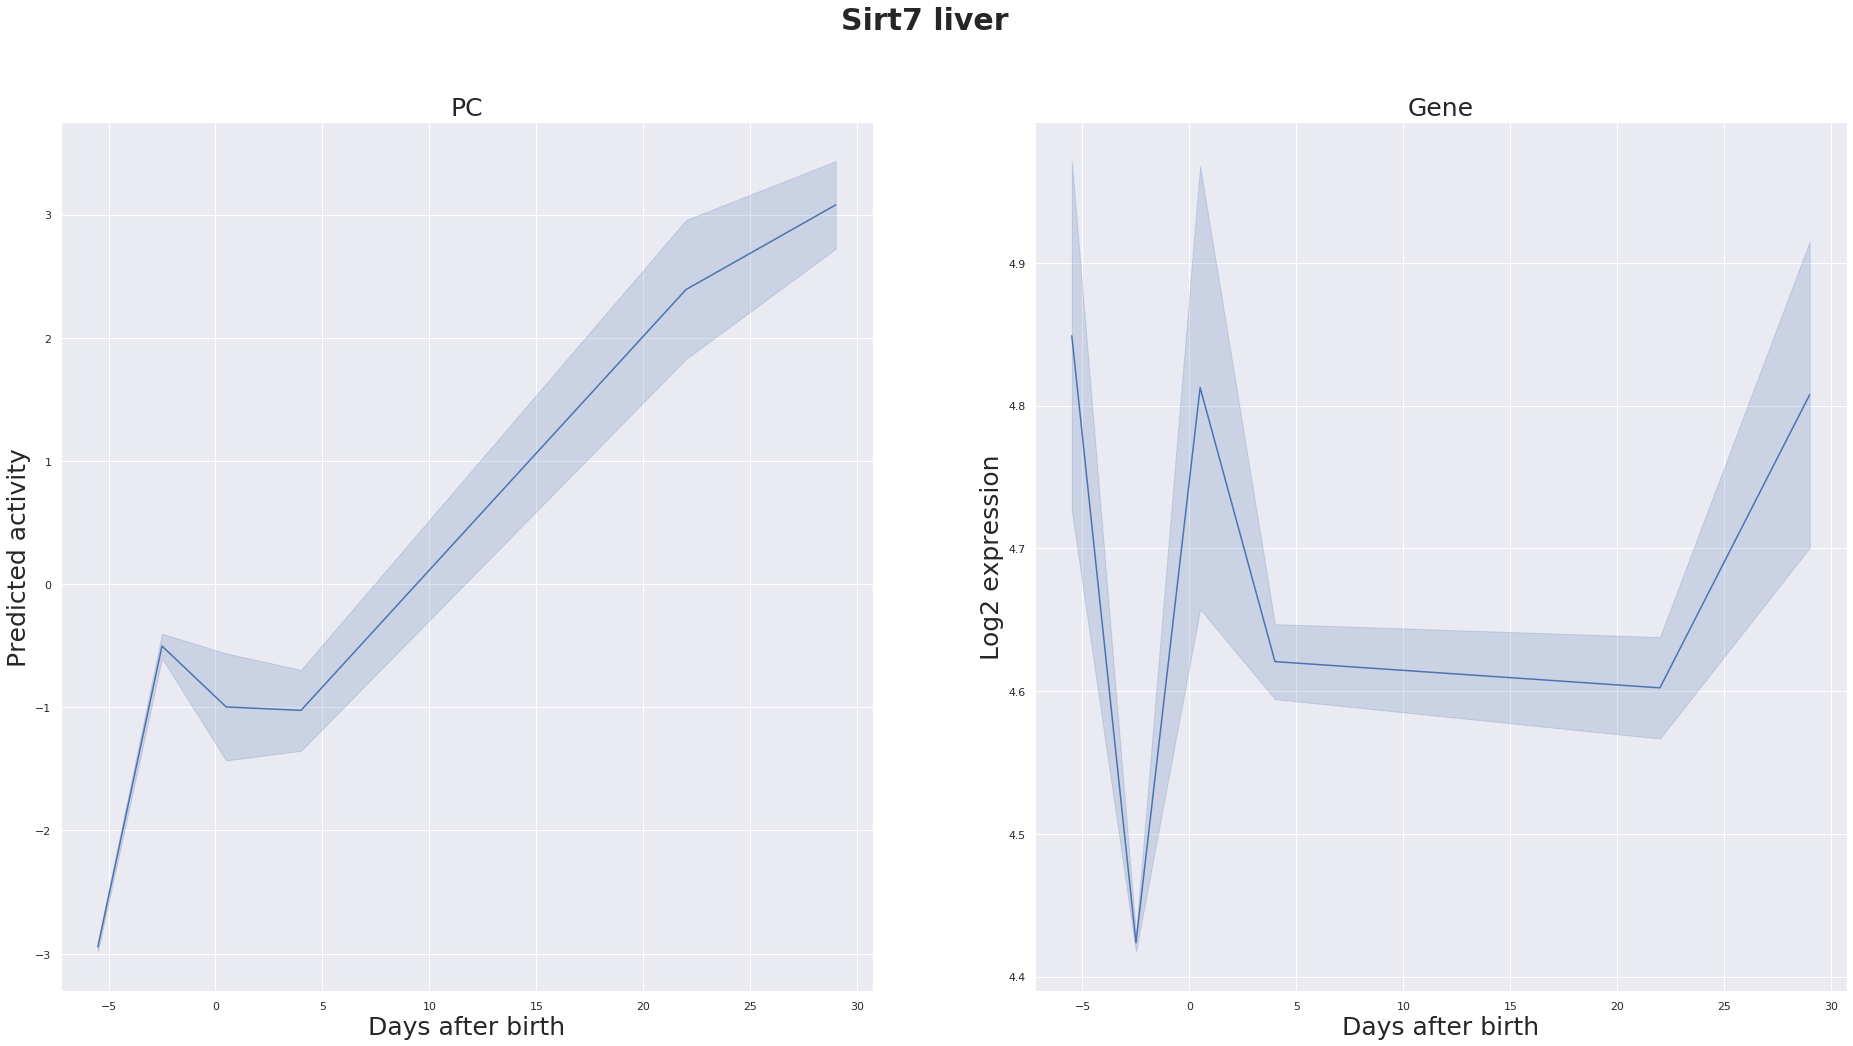 Sirt7 liver
PC
Predicted activity
3
2
1
0
−1
−2
−3
−5 0 5 10 15 20 25 30
Days after birth
Gene
Log2 expression
4.9
4.8
4.7
4.6
4.5
4.4
−5 0 5 10 15 20 25 30
Days after birth